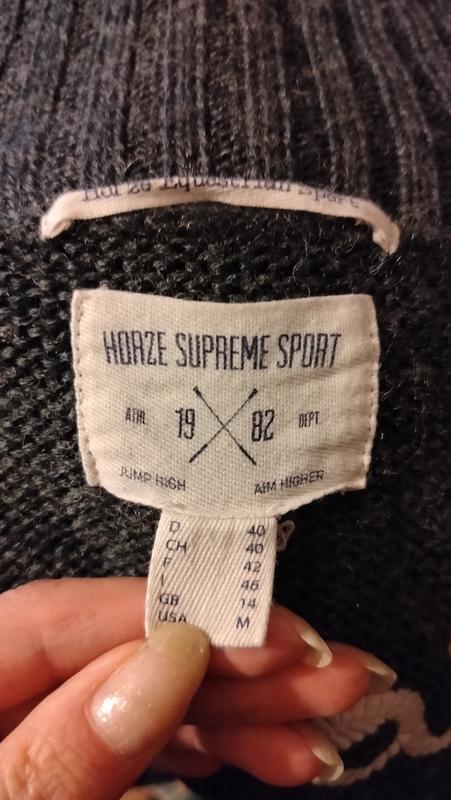 Horze Equestrian Sport
HORZE SUPREME SPORT
ATHL 19 82 DEPT
JUMP HIGH AIM HIGHER
D 40
CH 40
F 42
I 46
GB 14
USA M